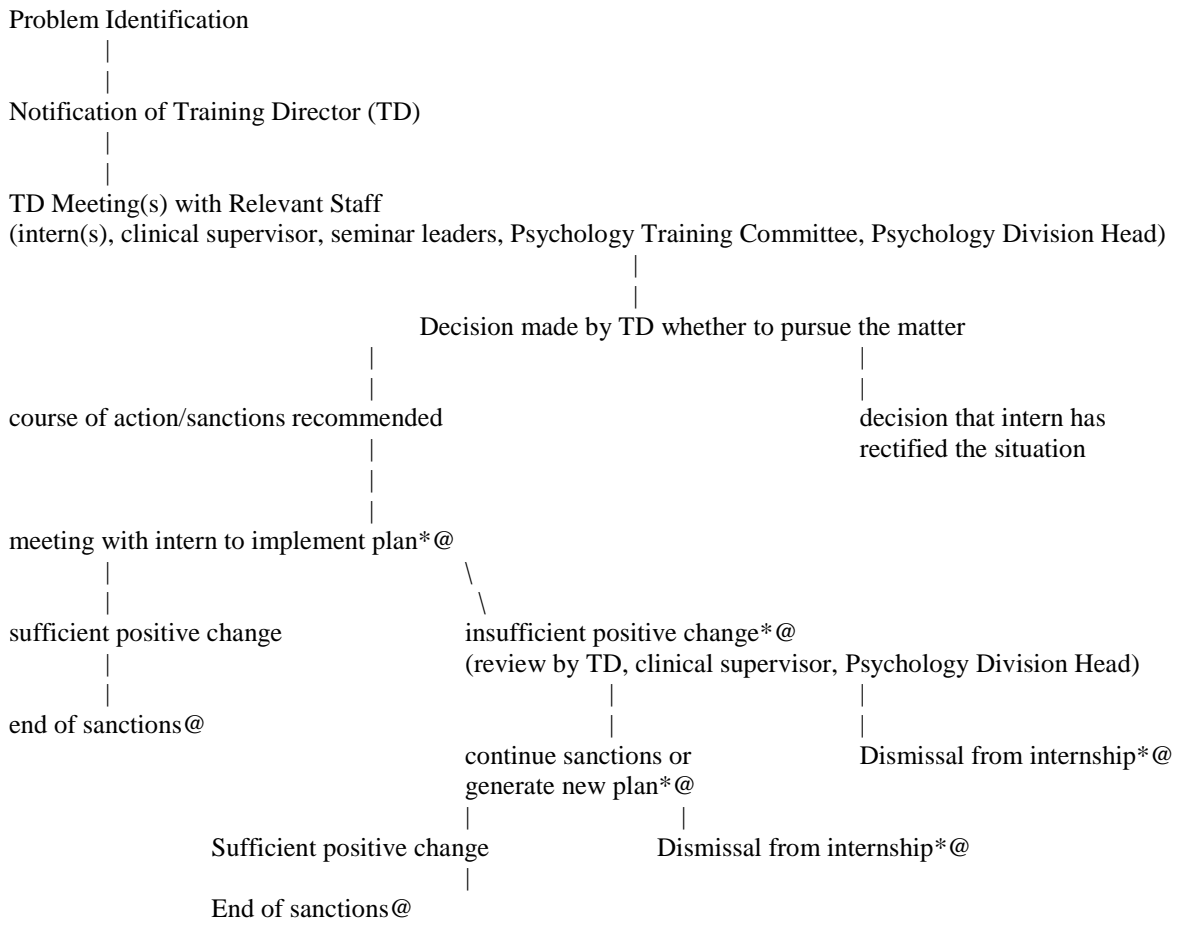 Problem Identification
Notification of Training Director (TD)
TD Meeting(s) with Relevant Staff
(intern(s), clinical supervisor, seminar leaders, Psychology Training Committee, Psychology Division Head)
Decision made by TD whether to pursue the matter
course of action/sanctions recommended
decision that intern has
rectified the situation
meeting with intern to implement plan*@
sufficient positive change
insufficient positive change*@
(review by TD, clinical supervisor, Psychology Division Head)
end of sanctions@
continue sanctions or
generate new plan*@
Dismissal from internship*@
Sufficient positive change
Dismissal from internship*@
End of sanctions@